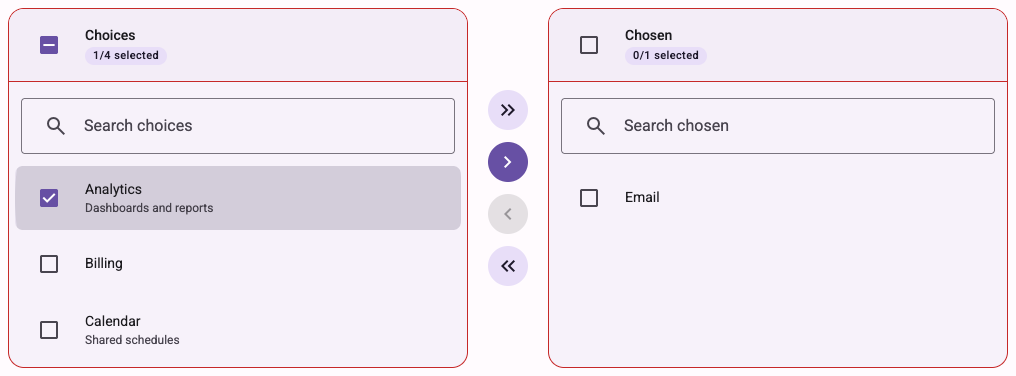 Choices
1/4 selected
Search choices
Analytics
Dashboards and reports
Billing
Calendar
Shared schedules
Chosen
0/1 selected
Search chosen
Email